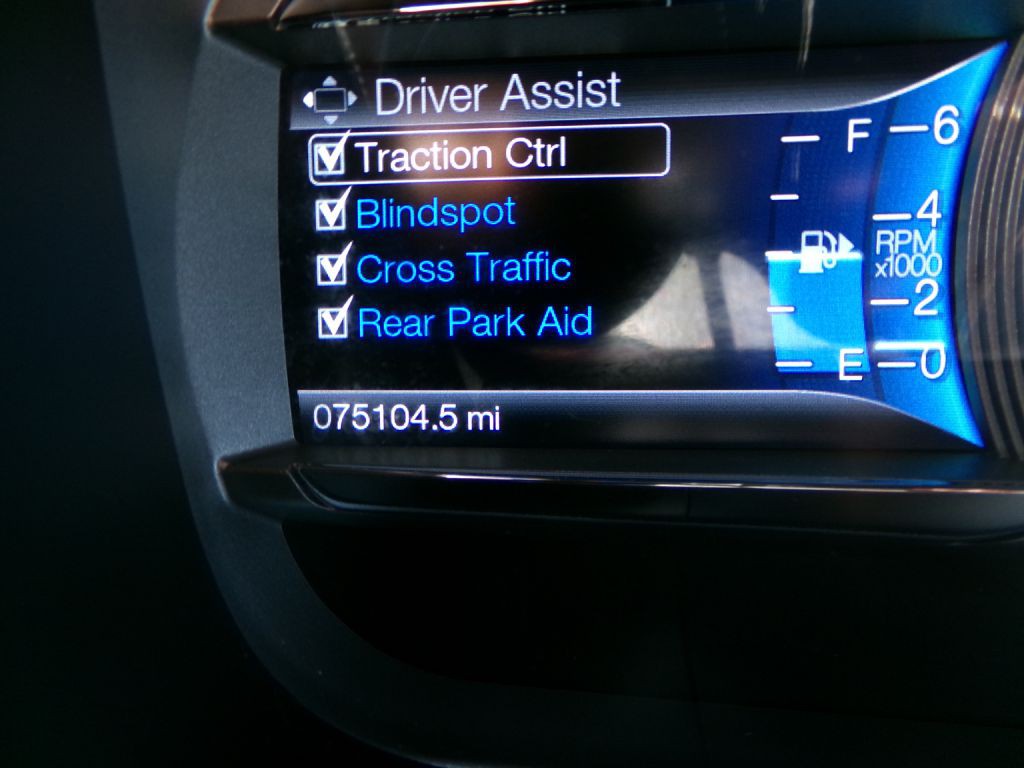 Driver Assist
Traction Ctrl
Blindspot
Cross Traffic
Rear Park Aid
075104.5 mi
F
E
6
4
RPM
x1000
2
0